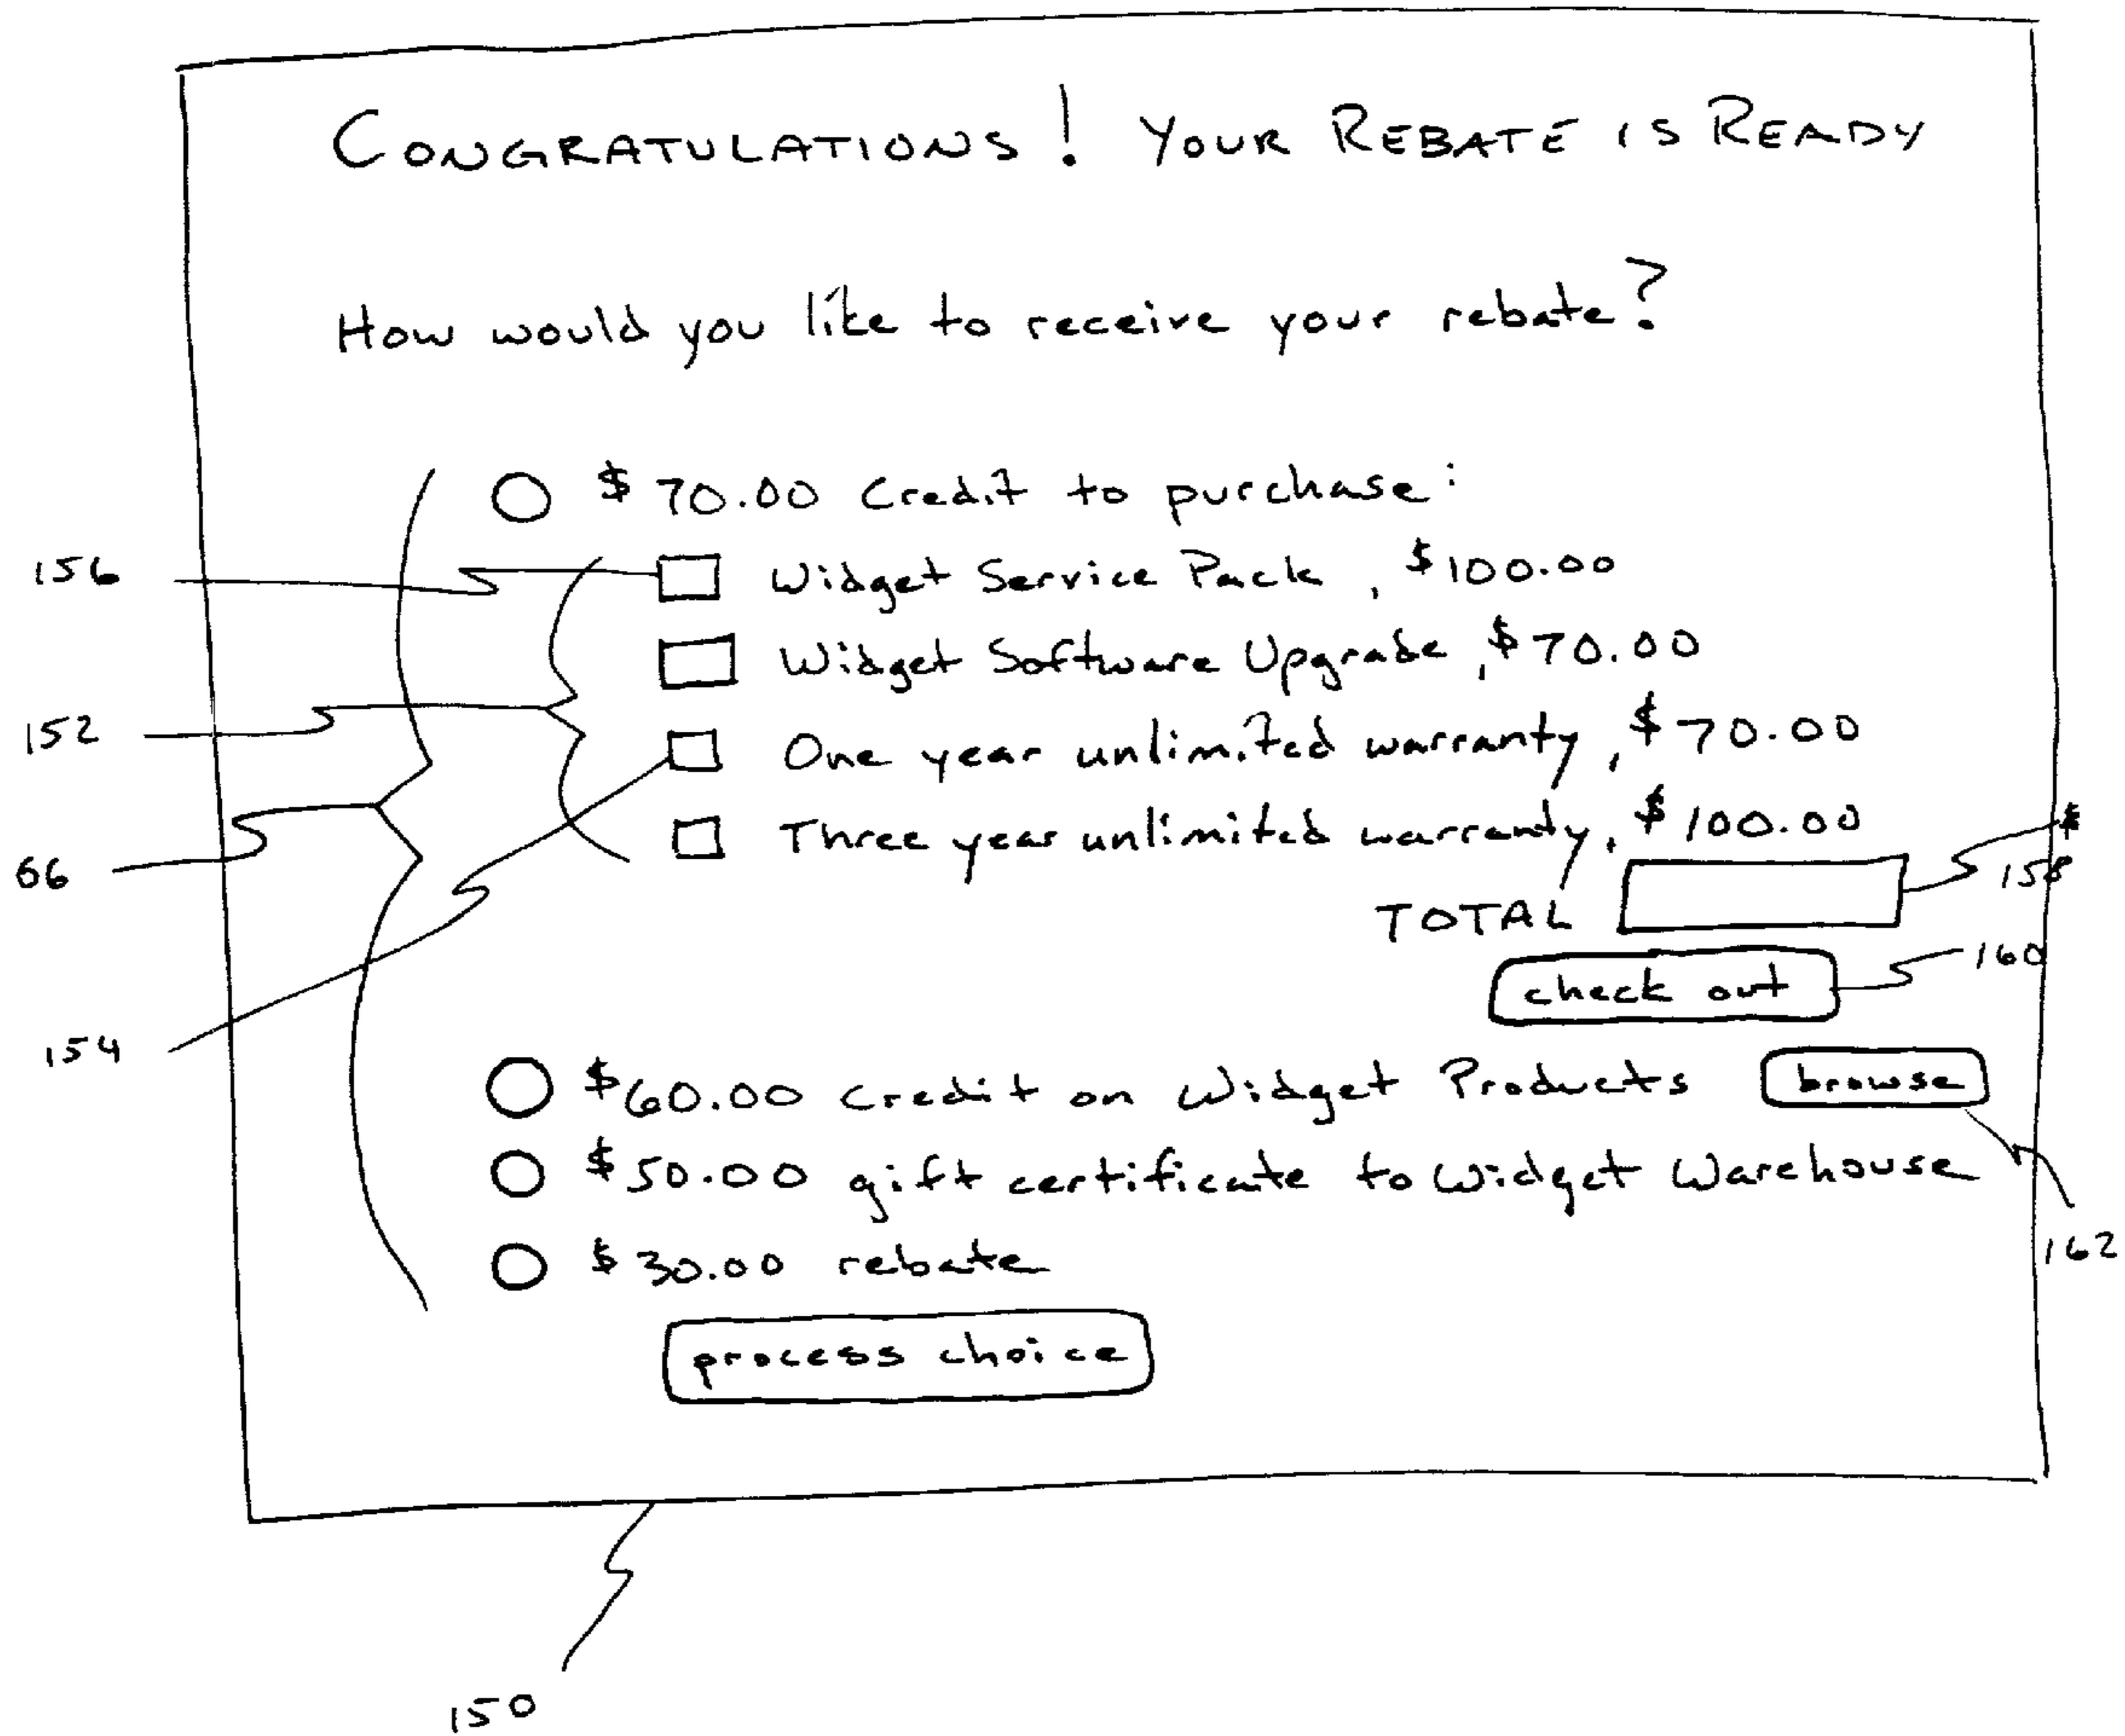 CONGRATULATIONS! YOUR REBATE IS READY
How would you like to receive your rebate?
$70.00 Credit to purchase:
156
Widget Service Pack, $100.00
Widget Software Upgrade, $70.00
152
One year unlimited warranty, $70.00
Three year unlimited warranty, $100.00
66
158
TOTAL
160
check out
154
$60.00 credit on Widget Products
browse
$50.00 gift certificate to Widget Warehouse
$30.00 rebate
162
process choice
150